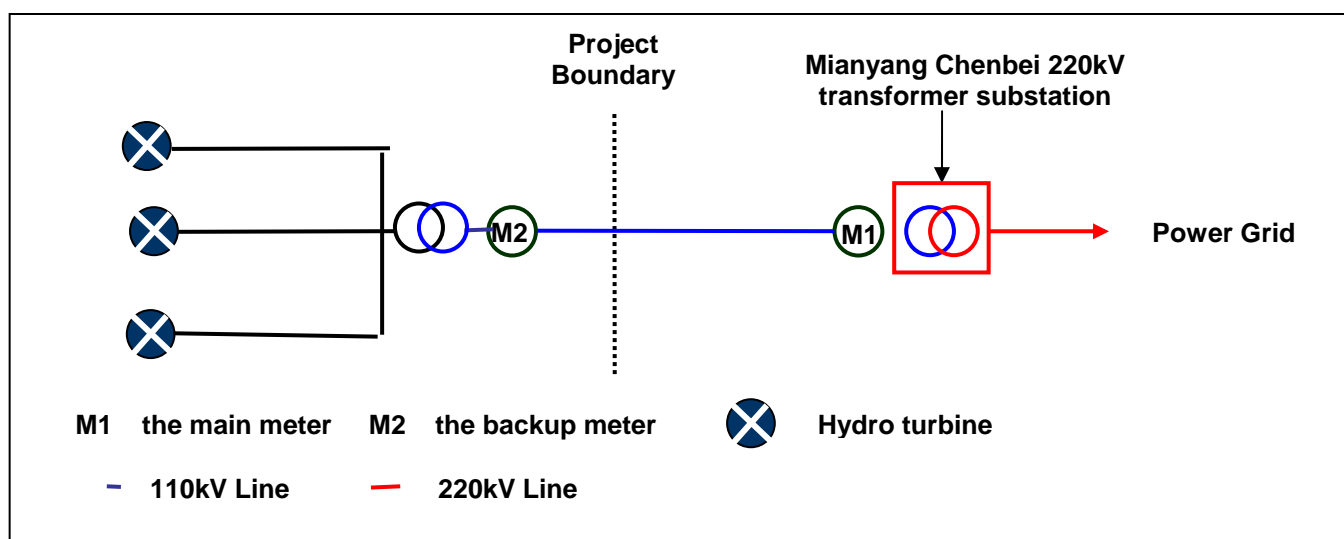 Project
Boundary
Mianyang Chenbei 220kV
transformer substation
M2
M1
Power Grid
M1 the main meter M2 the backup meter Hydro turbine
110kV Line 220kV Line